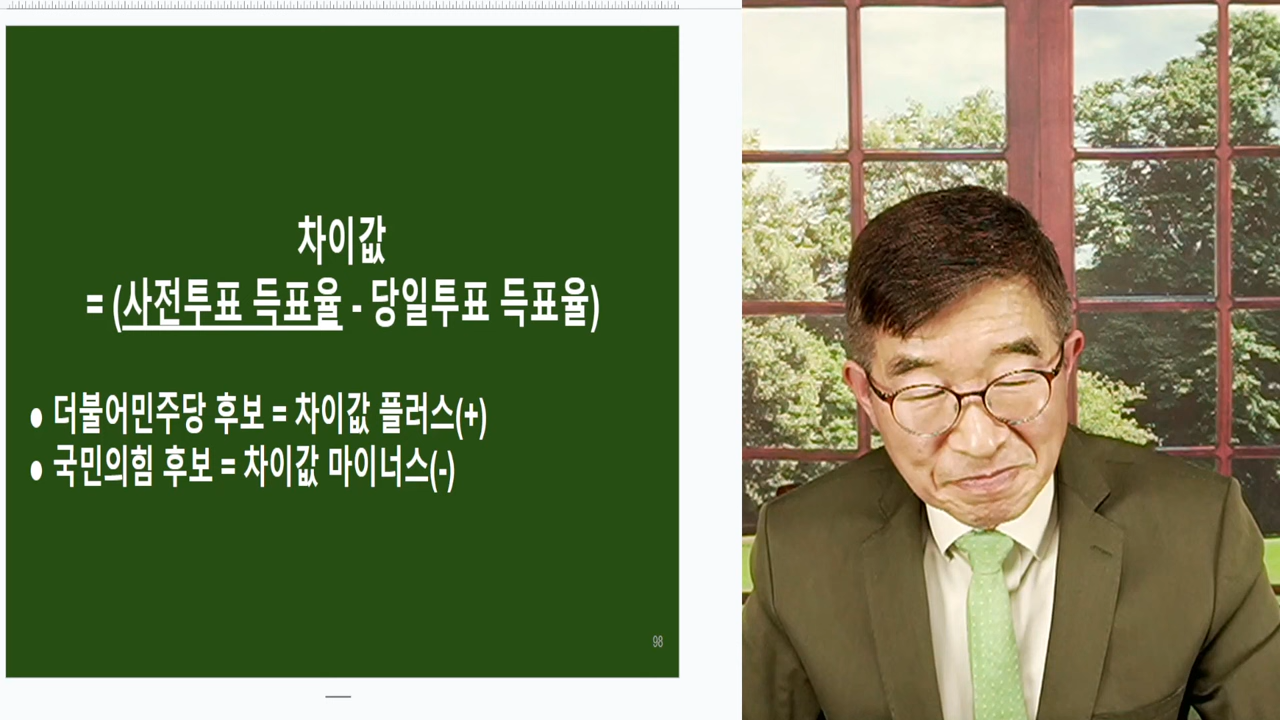 차이값
= (사전투표 득표율 - 당일투표 득표율)
● 더불어민주당 후보 = 차이값 플러스(+)
● 국민의힘 후보 = 차이값 마이너스(-)
98